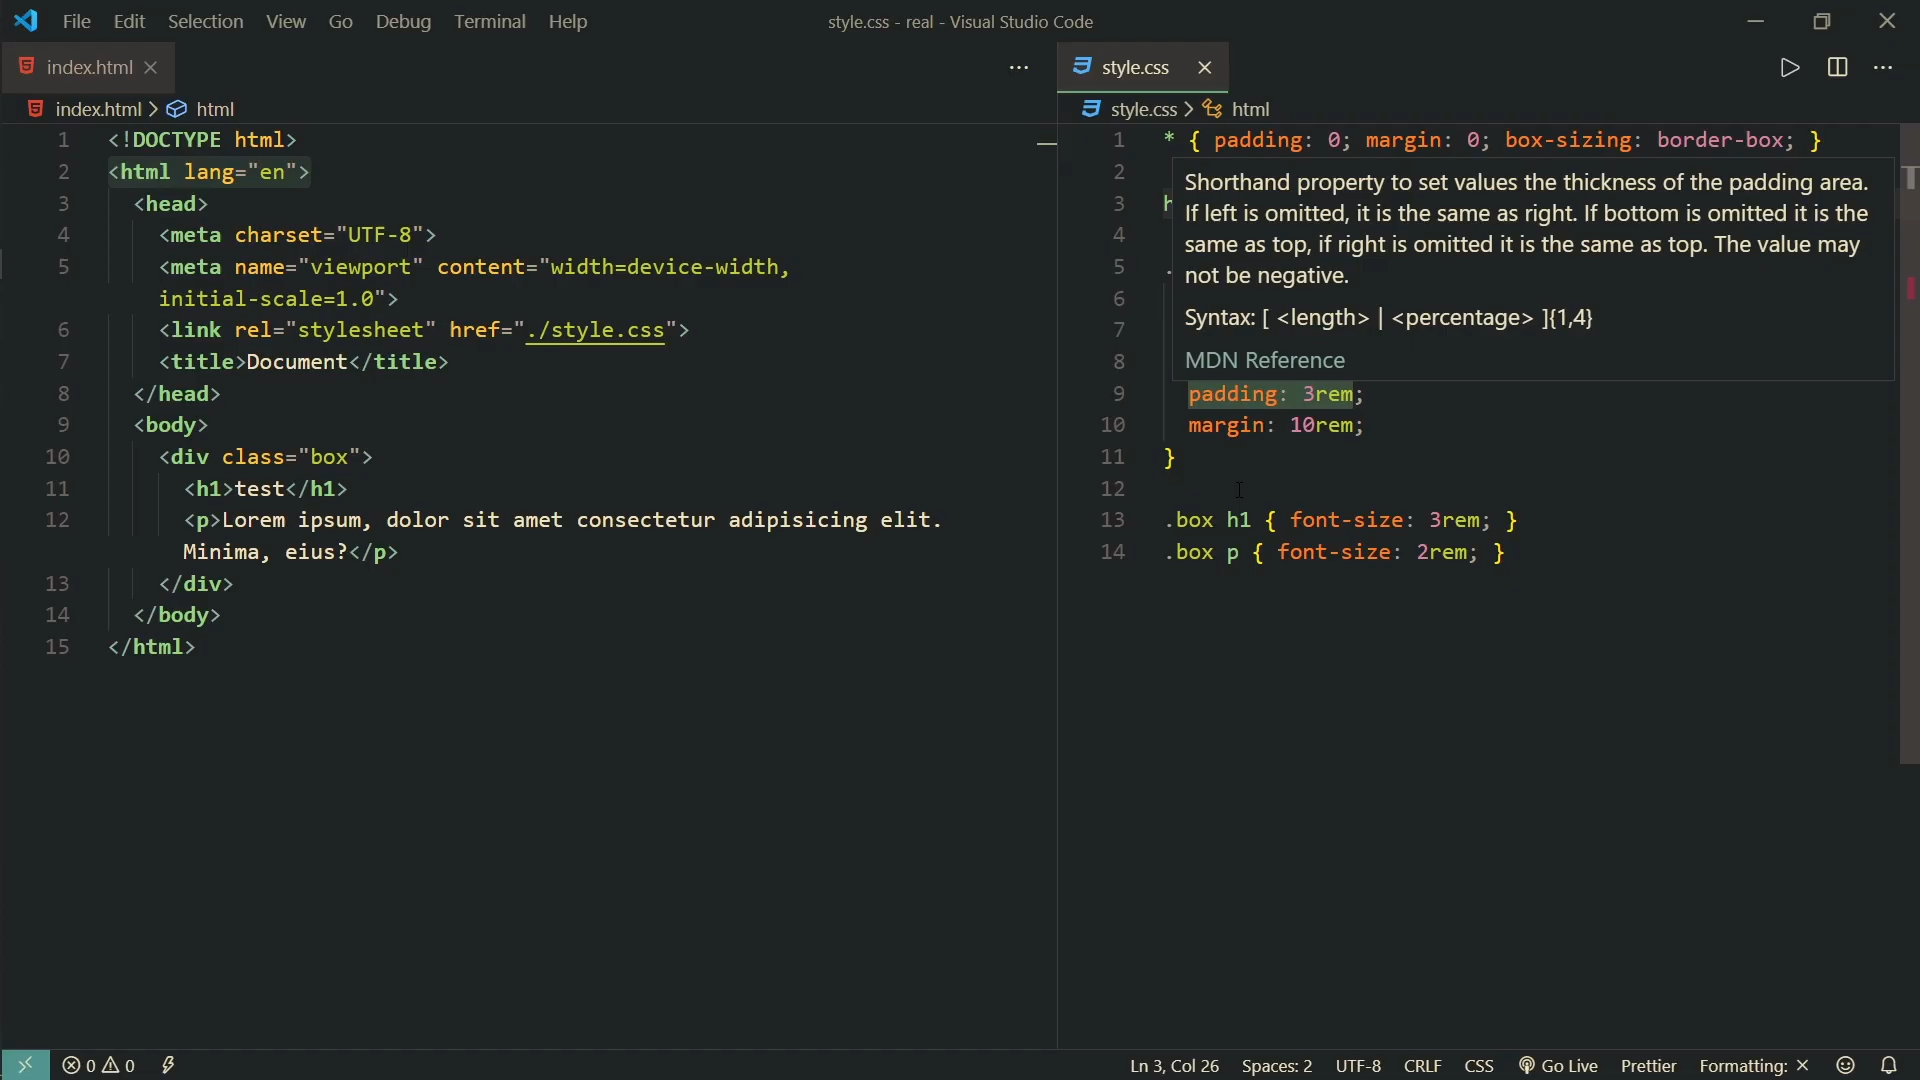 File Edit Selection View Go Debug Terminal Help
style.css - real - Visual Studio Code
index.html
index.html > html
1 <!DOCTYPE html>
2 <html lang="en">
3 <head>
4 <meta charset="UTF-8">
5 <meta name="viewport" content="width=device-width,
initial-scale=1.0">
6 <link rel="stylesheet" href="./style.css">
7 <title>Document</title>
8 </head>
9 <body>
10 <div class="box">
11 <h1>test</h1>
12 <p>Lorem ipsum, dolor sit amet consectetur adipisicing elit.
Minima, eius?</p>
13 </div>
14 </body>
15 </html>
style.css
style.css > html
1 * { padding: 0; margin: 0; box-sizing: border-box; }
2
3 h
4
5 .
6
7
8
Shorthand property to set values the thickness of the padding area.
If left is omitted, it is the same as right. If bottom is omitted it is the
same as top, if right is omitted it is the same as top. The value may
not be negative.
Syntax: [ <length> | <percentage> ]{1,4}
MDN Reference
9 padding: 3rem;
10 margin: 10rem;
11 }
12
13 .box h1 { font-size: 3rem; }
14 .box p { font-size: 2rem; }
0 0
Ln 3, Col 26 Spaces: 2 UTF-8 CRLF CSS Go Live Prettier Formatting: ×